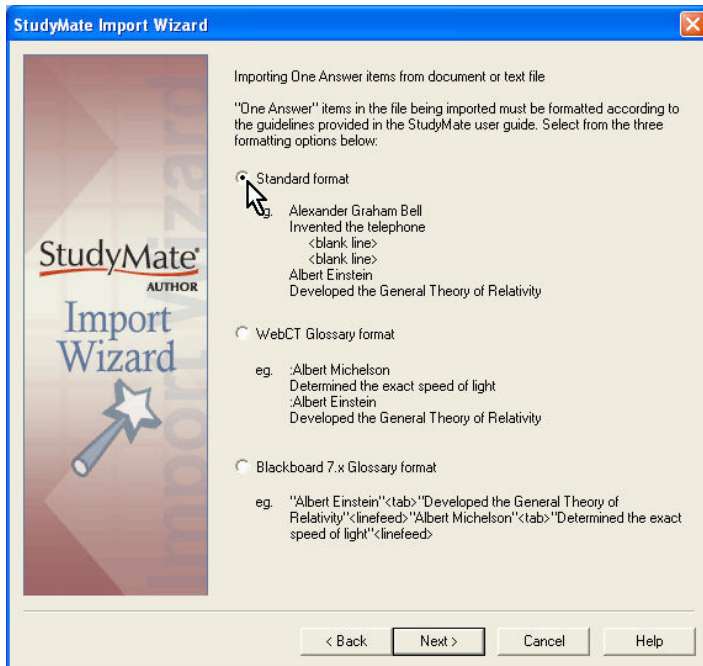 StudyMate Import Wizard
Importing One Answer items from document or text file
"One Answer" items in the file being imported must be formatted according to
the guidelines provided in the StudyMate user guide. Select from the three
formatting options below:
Standard format
eg. Alexander Graham Bell
Invented the telephone
<blank line>
<blank line>
Albert Einstein
Developed the General Theory of Relativity
WebCT Glossary format
eg. :Albert Michelson
Determined the exact speed of light
:Albert Einstein
Developed the General Theory of Relativity
Blackboard 7.x Glossary format
eg. "Albert Einstein"<tab>"Developed the General Theory of
Relativity"<linefeed>"Albert Michelson"<tab>"Determined the exact
speed of light"<linefeed>
StudyMate®
AUTHOR
Import
Wizard
Import Wizard
< Back Next > Cancel Help